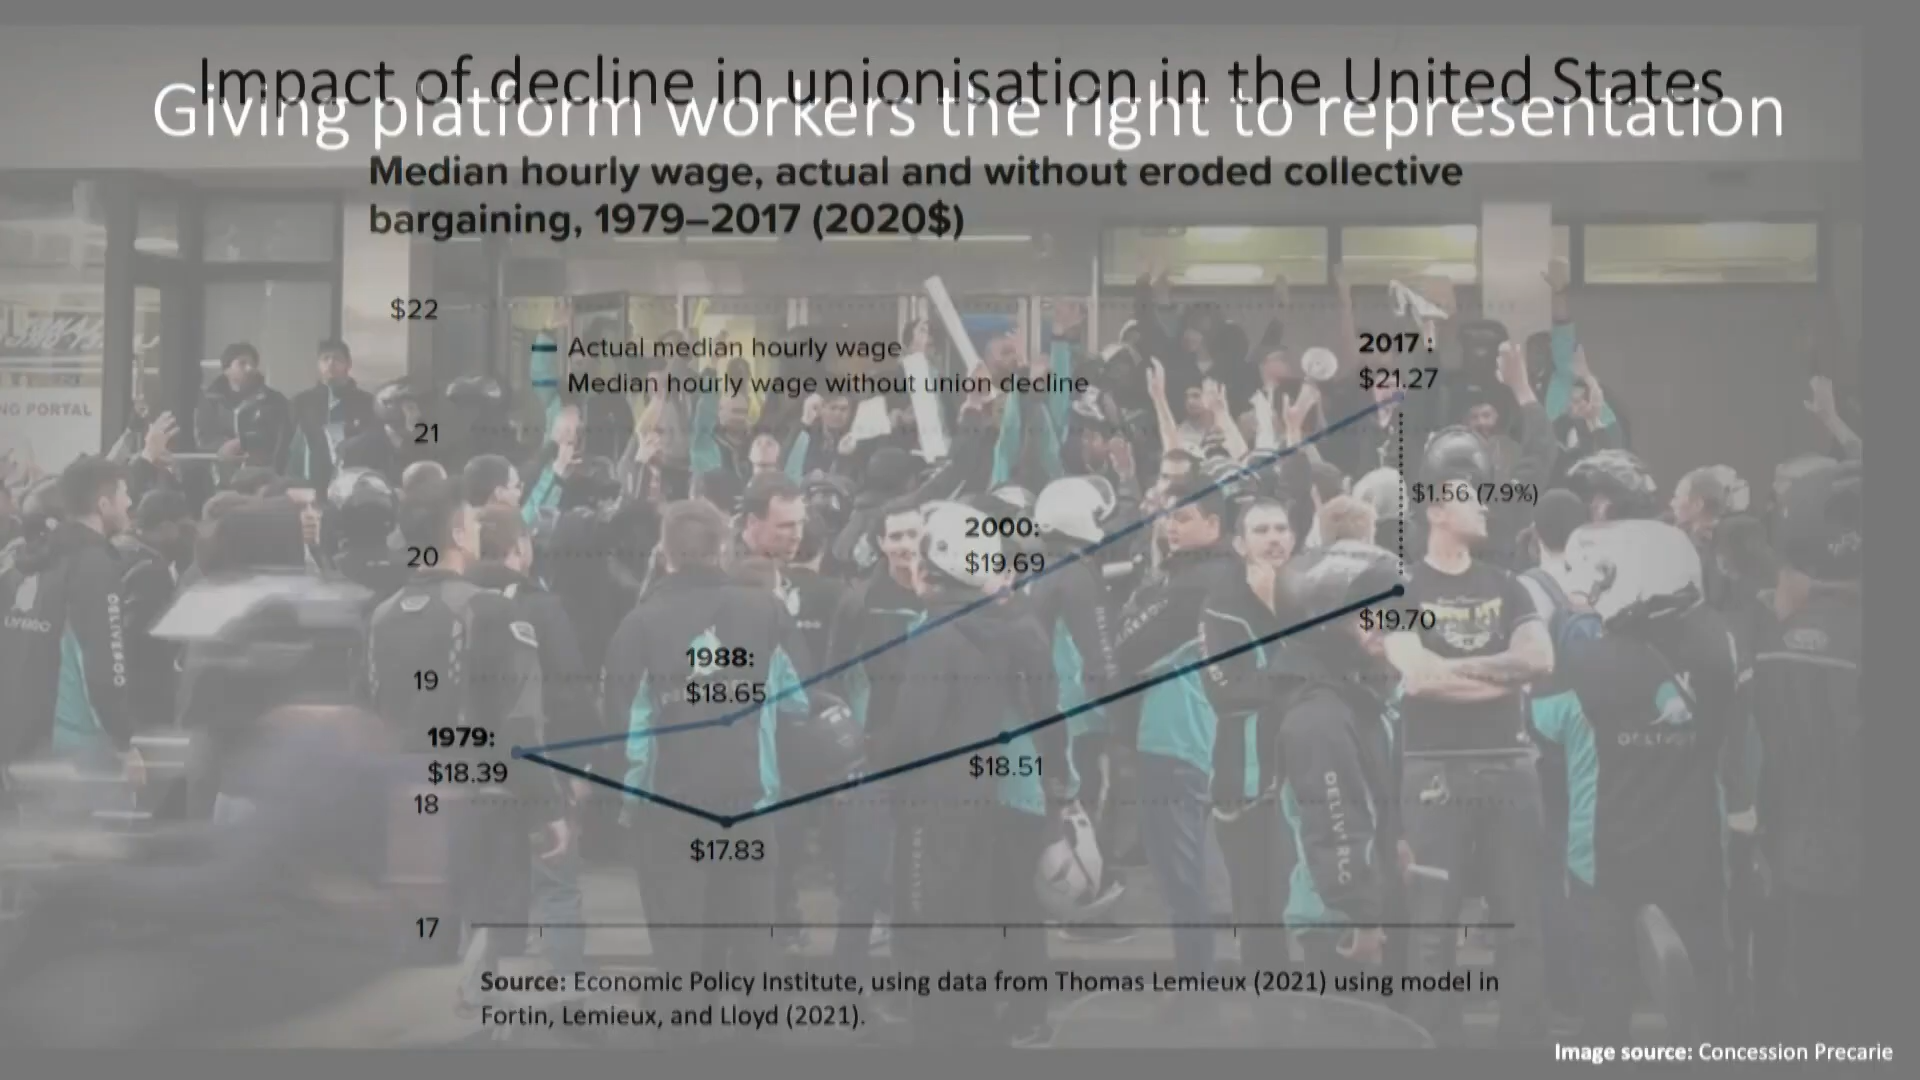 Impact of decline in unionisation in the United States
Giving platform workers the right to representation
Median hourly wage, actual and without eroded collective
bargaining, 1979–2017 (2020$)
$22
Actual median hourly wage
Median hourly wage without union decline
2017:
$21.27
NG PORTAL
21
$1.56 (7.9%)
2000:
$19.69
20
$19.70
1988:
$18.65
19
1979:
$18.39
$18.51
18
$17.83
17
Source: Economic Policy Institute, using data from Thomas Lemieux (2021) using model in
Fortin, Lemieux, and Lloyd (2021).
Image source: Concession Precarie